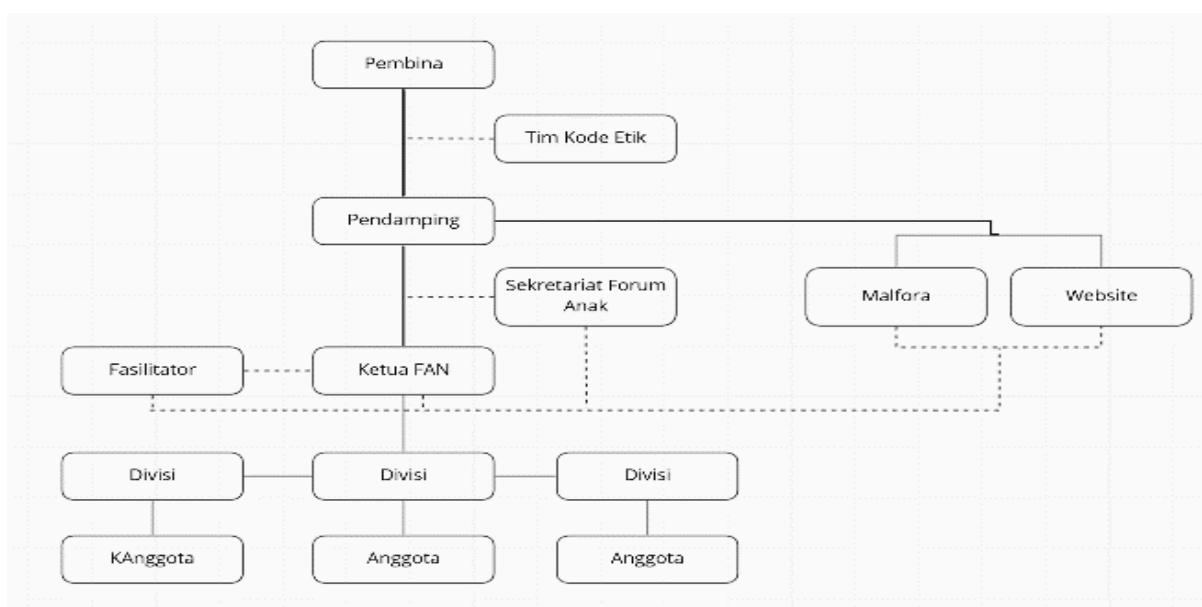 Pembina
Tim Kode Etik
Pendamping
Sekretariat Forum
Anak
Malfora
Website
Fasilitator
Ketua FAN
Divisi
Divisi
Divisi
KAnggota
Anggota
Anggota